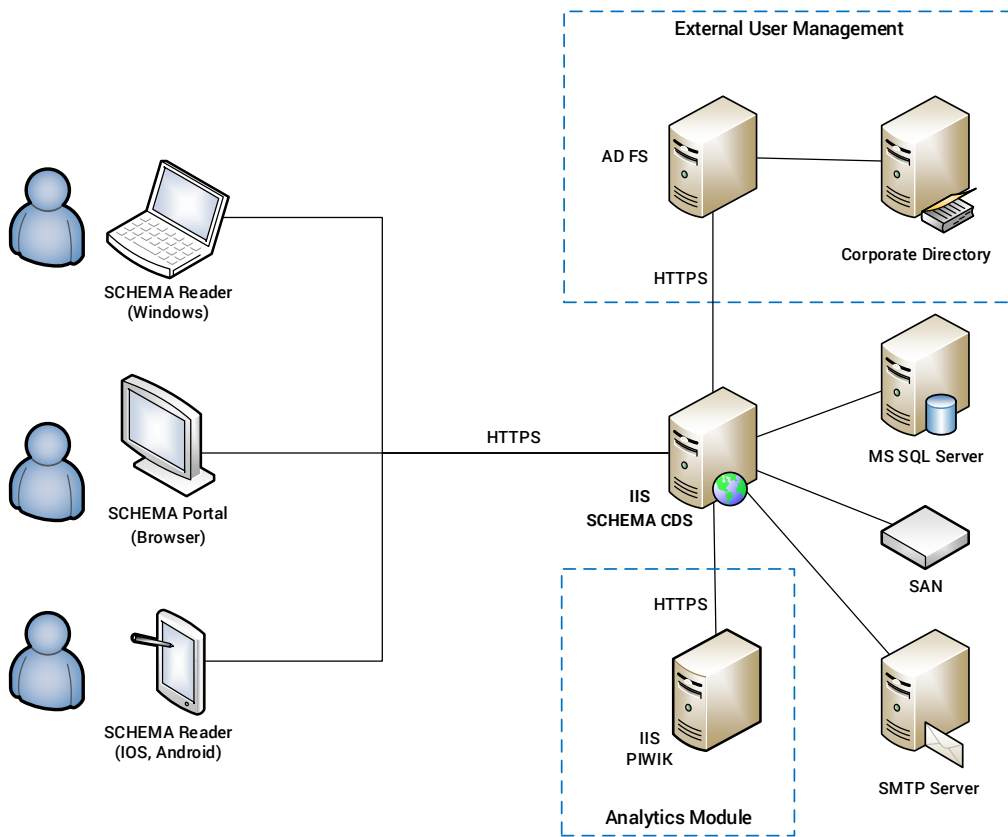 External User Management
AD FS
Corporate Directory
HTTPS
SCHEMA Reader
(Windows)
HTTPS
MS SQL Server
IIS
SCHEMA CDS
SCHEMA Portal
(Browser)
SAN
HTTPS
SCHEMA Reader
(IOS, Android)
IIS
PIWIK
SMTP Server
Analytics Module